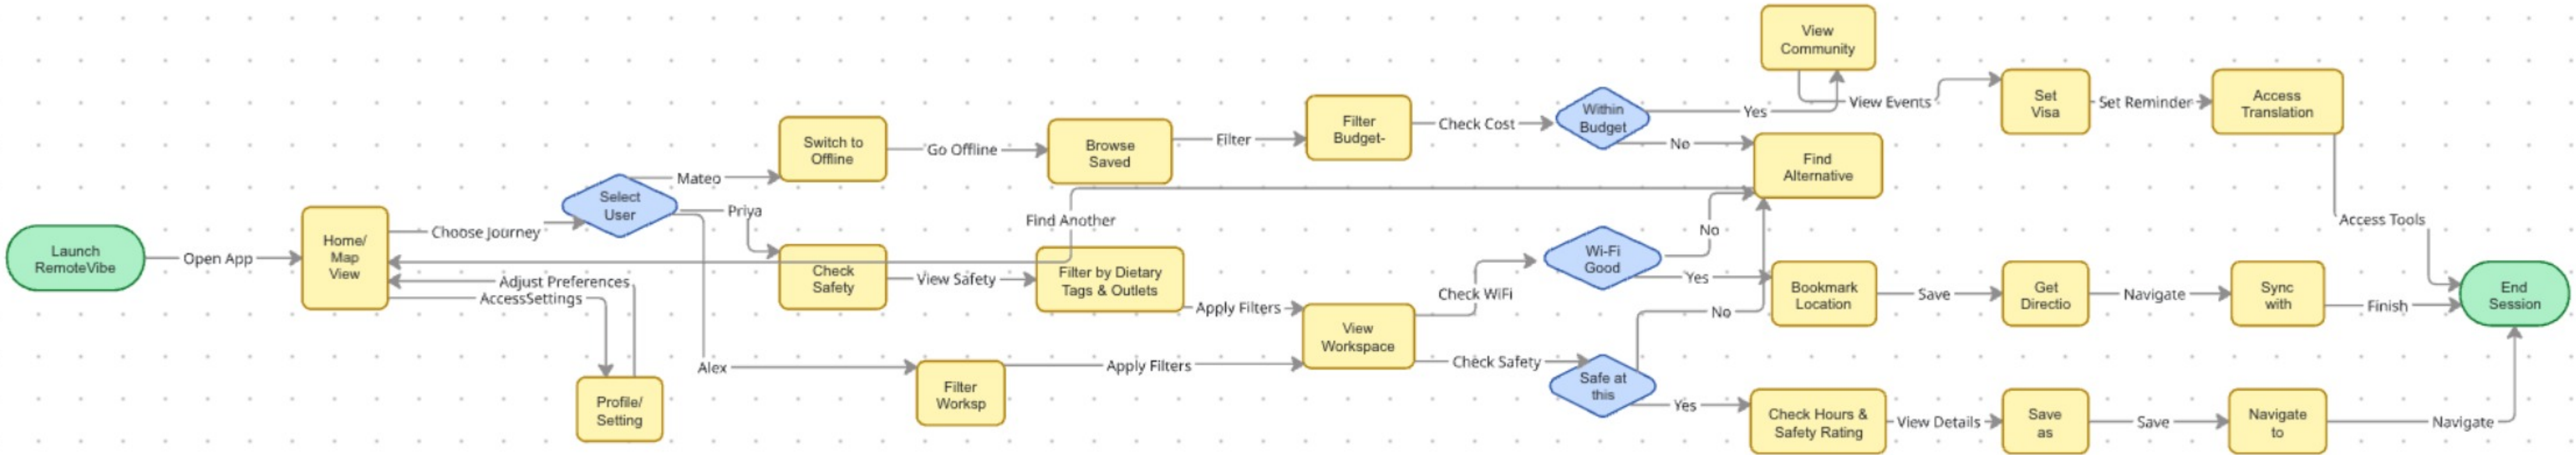 Launch
RemoteVibe
Open App
Home/
Map
View
Choose Journey
Adjust Preferences
AccessSettings
Profile/
Setting
Select
User
Mateo
Priya
Alex
Switch to
Offline
Go Offline
Browse
Saved
Filter
Filter
Budget-
Check Cost
Within
Budget
Yes
No
View
Community
View Events
Set
Visa
Set Reminder
Access
Translation
Access Tools
Find
Alternative
Find Another
Check
Safety
View Safety
Filter by Dietary
Tags & Outlets
Apply Filters
Filter
Worksp
Apply Filters
View
Workspace
Check WiFi
Wi-Fi
Good
No
Yes
Bookmark
Location
Save
Get
Directio
Navigate
Sync
with
Finish
End
Session
Check Safety
Safe at
this
No
Yes
Check Hours &
Safety Rating
View Details
Save
as
Save
Navigate
to
Navigate